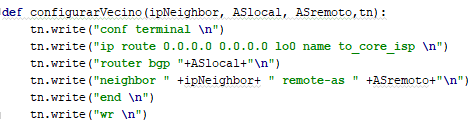 def configurarVecino(ipNeighbor, ASlocal, ASremoto,tn):
tn.write("conf terminal \n")
tn.write("ip route 0.0.0.0 0.0.0.0 lo0 name to_core_isp \n")
tn.write("router bgp "+ASlocal+"\n")
tn.write("neighbor " +ipNeighbor+ " remote-as " +ASremoto+"\n")
tn.write("end \n")
tn.write("wr \n")